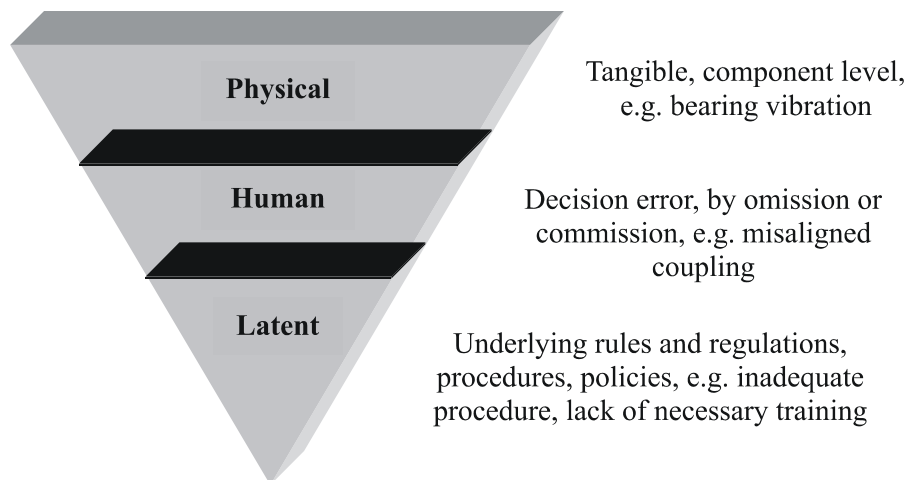 Physical
Tangible, component level,
e.g. bearing vibration
Human
Decision error, by omission or
commission, e.g. misaligned
coupling
Latent
Underlying rules and regulations,
procedures, policies, e.g. inadequate
procedure, lack of necessary training